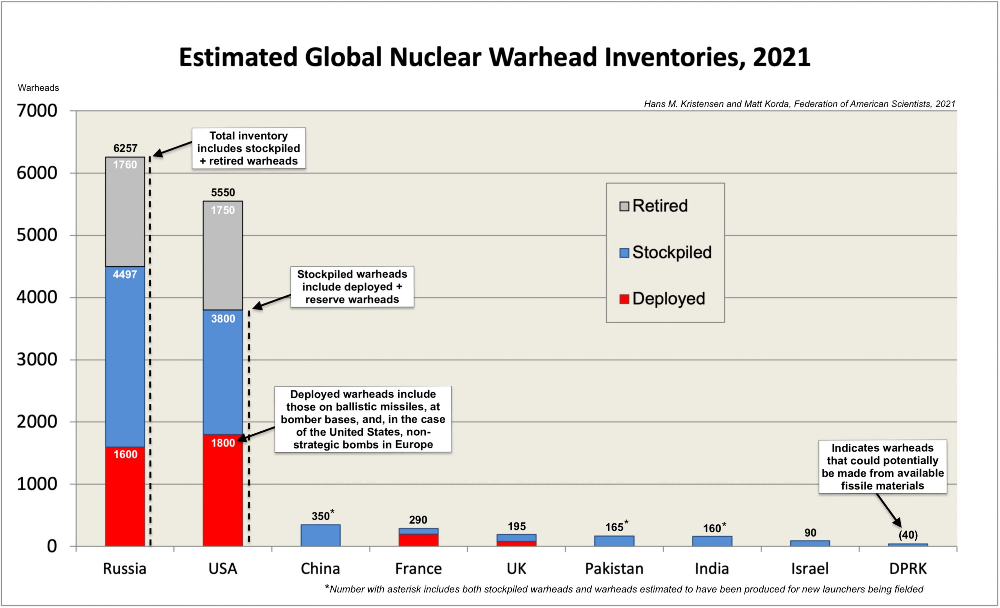 Estimated Global Nuclear Warhead Inventories, 2021
Warheads
Hans M. Kristensen and Matt Korda, Federation of American Scientists, 2021
7000
6000
5000
4000
3000
2000
1000
0
6257
1760
4497
1600
Total inventory
includes stockpiled
+ retired warheads
5550
1750
3800
1800
Stockpiled warheads
include deployed +
reserve warheads
Deployed warheads include
those on ballistic missiles, at
bomber bases, and, in the case
of the United States, non-
strategic bombs in Europe
Retired
Stockpiled
Deployed
350*
290
195
165*
160*
90
Indicates warheads
that could potentially
be made from available
fissile materials
(40)
Russia
USA
China
France
UK
Pakistan
India
Israel
DPRK
*Number with asterisk includes both stockpiled warheads and warheads estimated to have been produced for new launchers being fielded